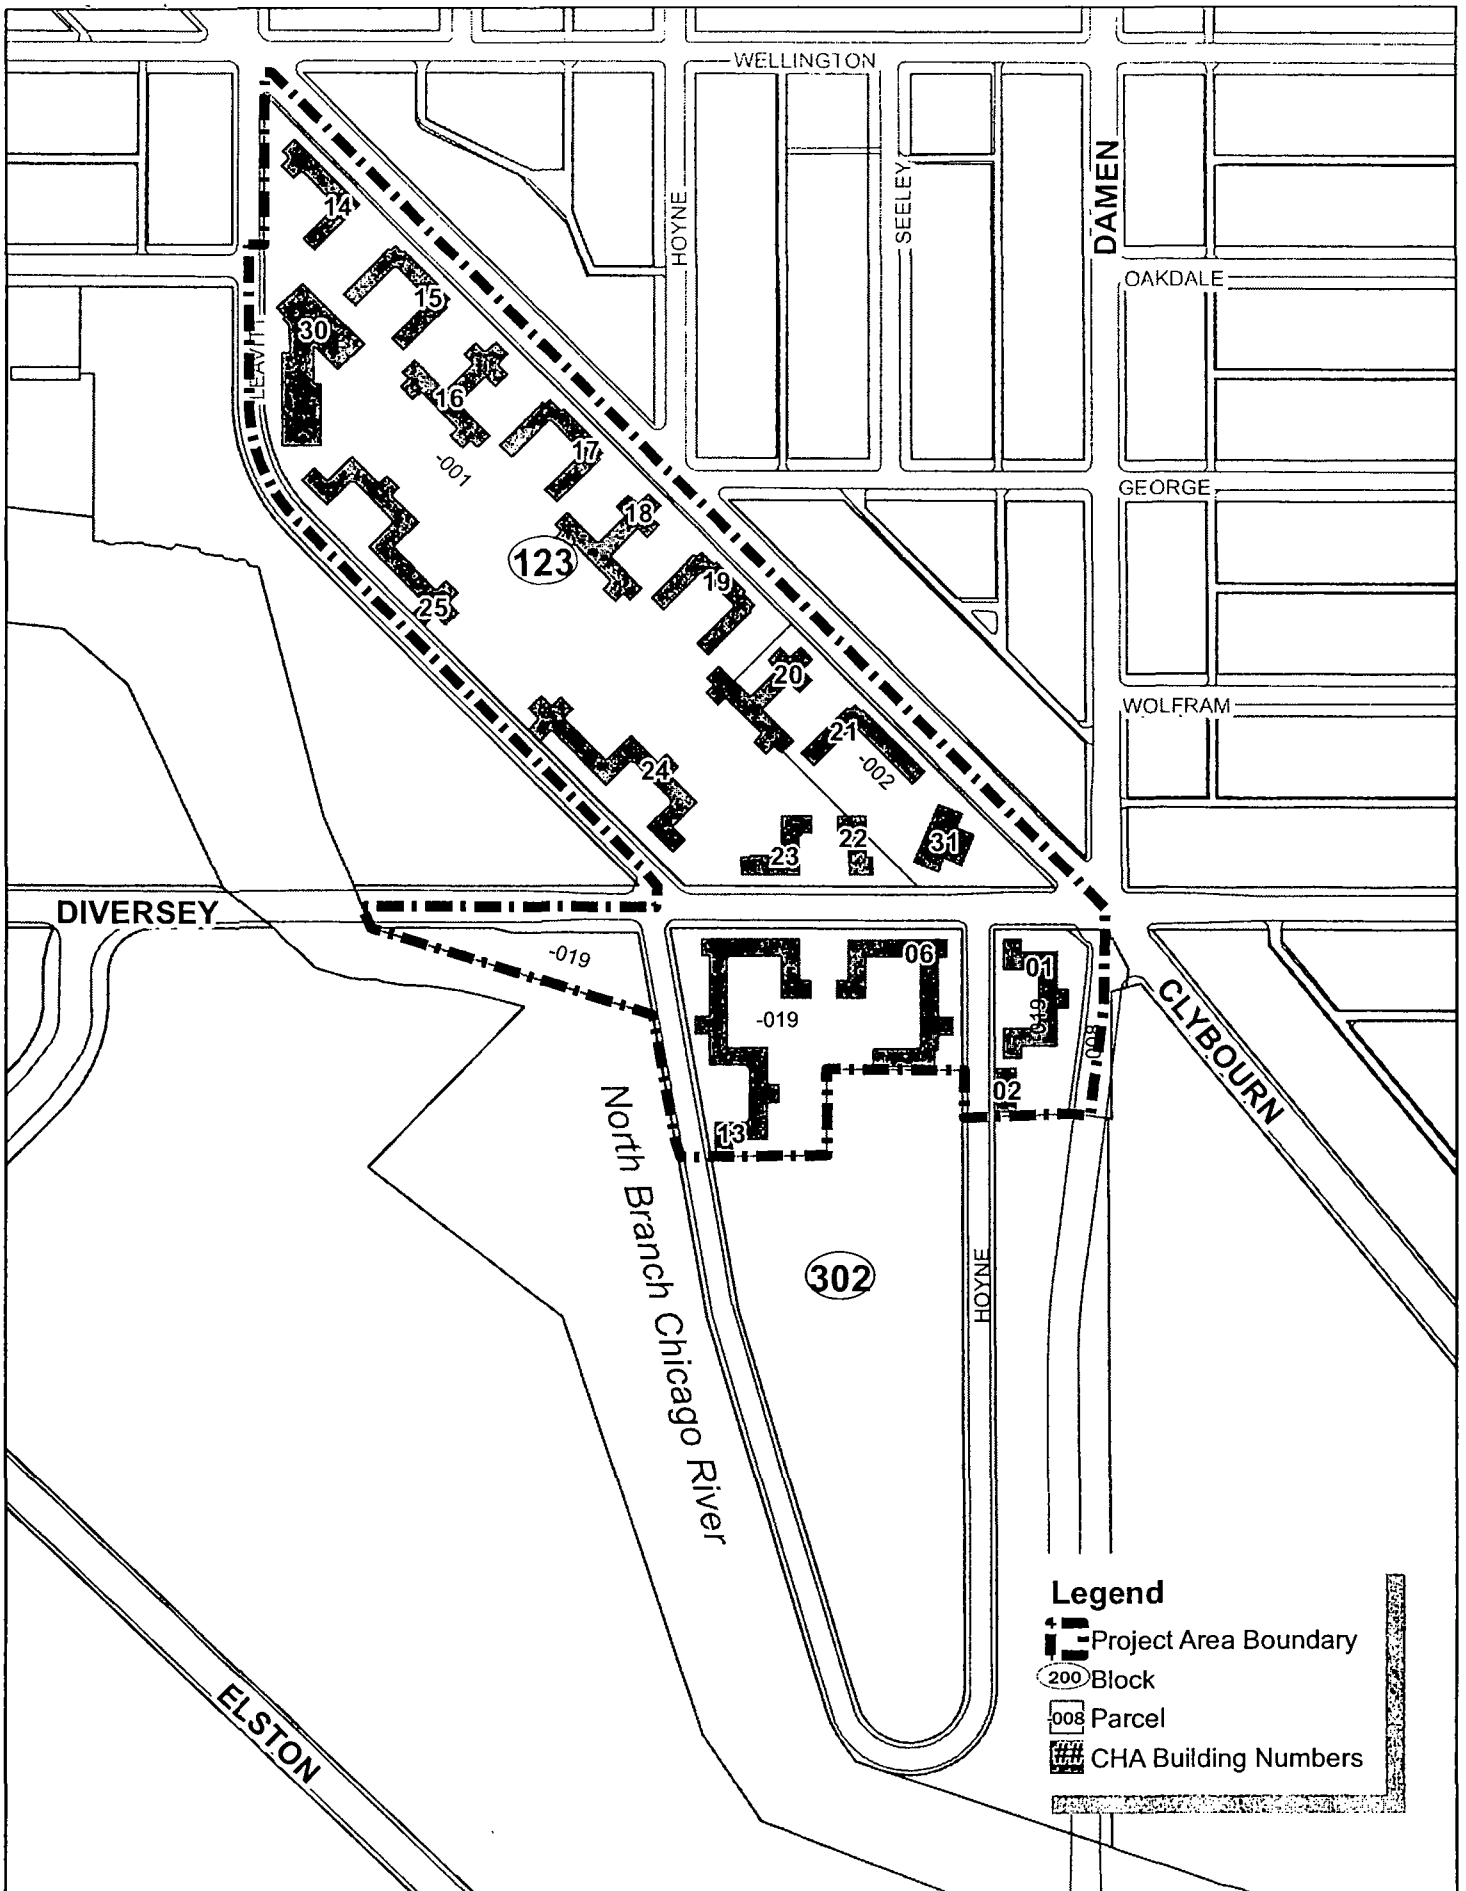 WELLINGTON
DAMEN
HOYNE
SEELEY
14
OAKDALE
15
30
LEAVITT
16
17
-001
GEORGE
18
123
19
25
20
WOLFRAM
21
-002
24
22
31
23
DIVERSEY
-019
06
01
CLYBOURN
-019
-019
008
02
13
North Branch Chicago River
302
HOYNE
ELSTON
Legend
Project Area Boundary
200 Block
-008 Parcel
## CHA Building Numbers